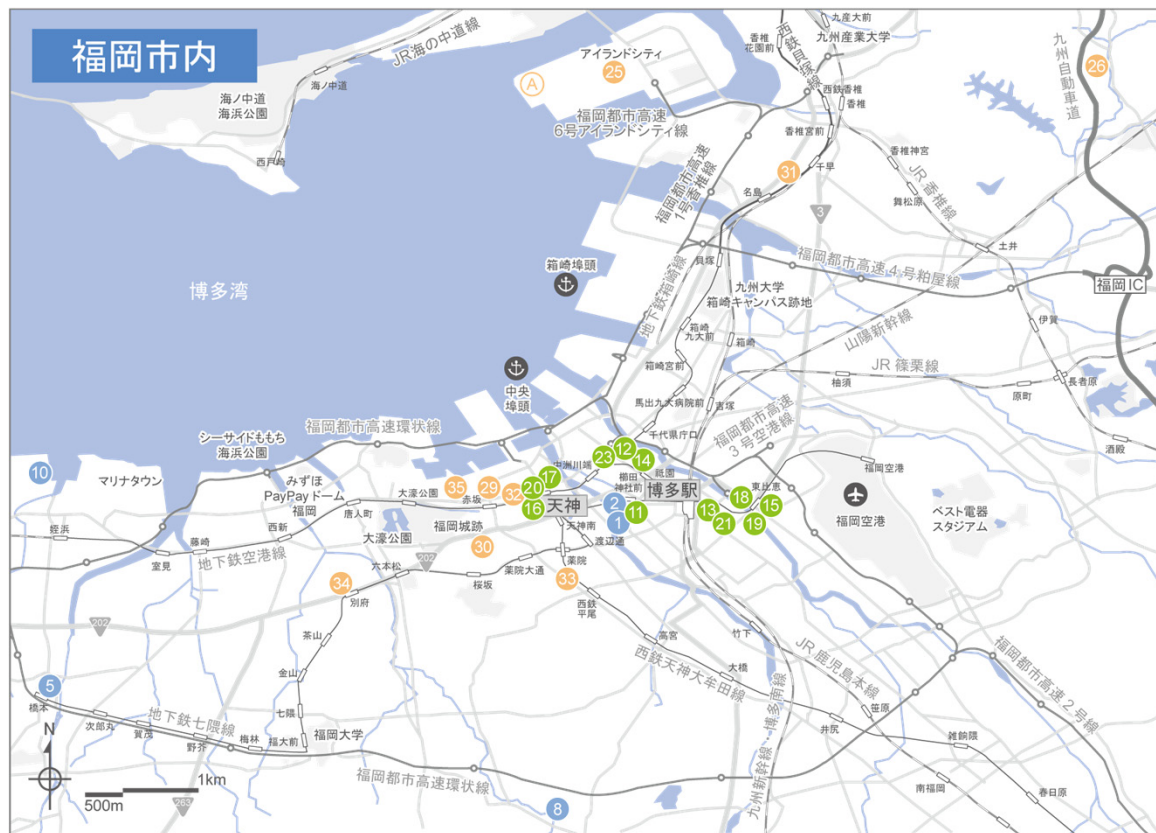 福岡市内
JR海の中道線
海ノ中道
海ノ中道
海浜公園
西戸崎
A
25
アイランドシティ
福岡都市高速
6号アイランドシティ線
香椎
花園前
西鉄貝塚線
九産大前
九州産業大学
西鉄香椎
香椎
香椎宮前
千早
31
名島
3
香椎神宮
JR香椎線
舞松原
土井
九州自動車道
26
福岡IC
福岡都市高速
1号香椎線
福岡都市高速4号粕屋線
貝塚
地下鉄箱崎線
九州大学
箱崎キャンパス跡地
山陽新幹線
伊賀
箱崎
九大前
箱崎
箱崎宮前
JR篠栗線
柚須
原町
長者原
酒殿
馬出九大病院前
吉塚
千代県庁口
福岡都市高速
3号空港線
博多湾
箱崎埠頭
中央
埠頭
福岡都市高速環状線
シーサイドももち
海浜公園
10
マリナタウン
みずほ
PayPayドーム
福岡
大濠公園
唐人町
西新
藤崎
室見
姪浜
地下鉄空港線
大濠公園
35
29
32
赤坂
福岡城跡
30
20
17
16
天神
中洲川端
23
12
14
櫛田
神社前
祇園
博多駅
2
1
11
13
21
18
15
19
東比恵
福岡空港
福岡空港
ベスト電器
スタジアム
天神南
渡辺通
薬院
薬院大通
桜坂
六本松
202
34
別府
33
西鉄
平尾
高宮
大橋
竹下
西鉄天神大牟田線
JR鹿児島本線
九州新幹線・博多南線
井尻
笹原
雑餉隈
南福岡
春日原
福岡都市高速2号線
202
茶山
金山
七隈
福大前
福岡大学
梅林
野芥
賀茂
次郎丸
橋本
5
地下鉄七隈線
福岡都市高速環状線
8
263
N
500m
1km